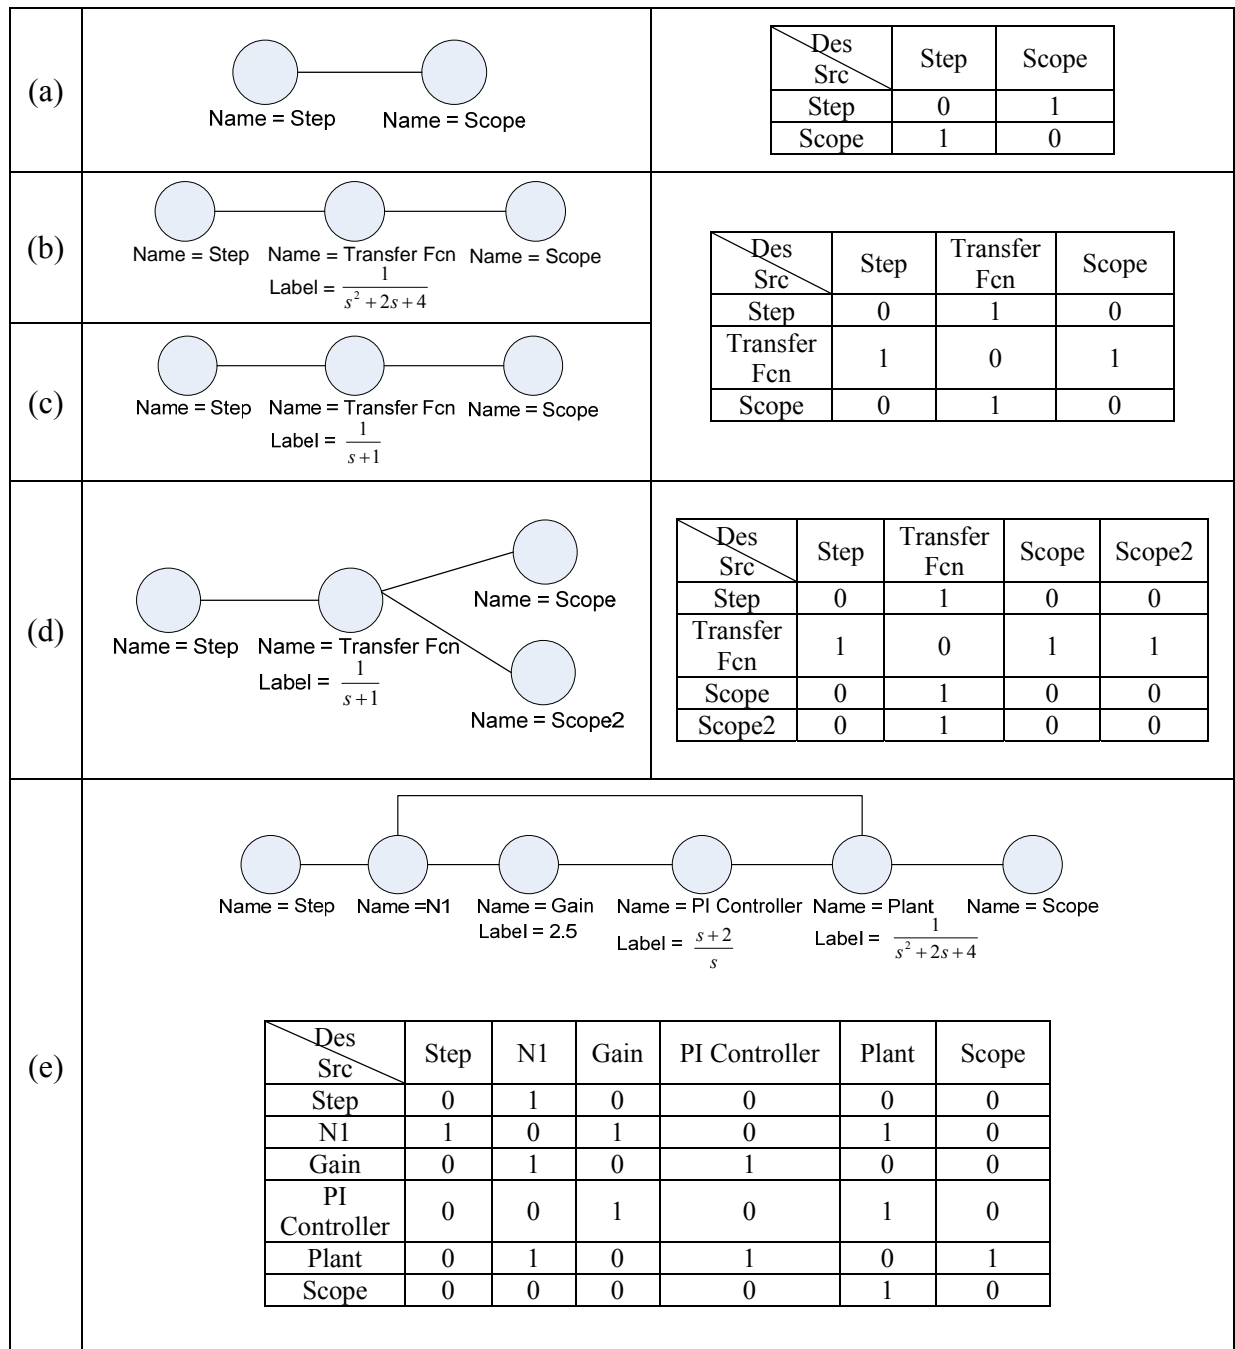 (a)
Name = Step Name = Scope
Des Src Step Scope
Step 0 1
Scope 1 0
(b)
Name = Step Name = Transfer Fcn Name = Scope
Label = 1 / s² + 2s + 4
(c)
Name = Step Name = Transfer Fcn Name = Scope
Label = 1 / s + 1
Des Src Step Transfer Fcn Scope
Step 0 1 0
Transfer Fcn 1 0 1
Scope 0 1 0
(d)
Name = Scope
Name = Step Name = Transfer Fcn
Label = 1 / s + 1
Name = Scope2
Des Src Step Transfer Fcn Scope Scope2
Step 0 1 0 0
Transfer Fcn 1 0 1 1
Scope 0 1 0 0
Scope2 0 1 0 0
(e)
Name = Step Name =N1 Name = Gain Name = PI Controller Name = Plant Name = Scope
Label = 2.5 Label = s + 2 / s Label = 1 / s² + 2s + 4
Des Src Step N1 Gain PI Controller Plant Scope
Step 0 1 0 0 0 0
N1 1 0 1 0 1 0
Gain 0 1 0 1 0 0
PI Controller 0 0 1 0 1 0
Plant 0 1 0 1 0 1
Scope 0 0 0 0 1 0